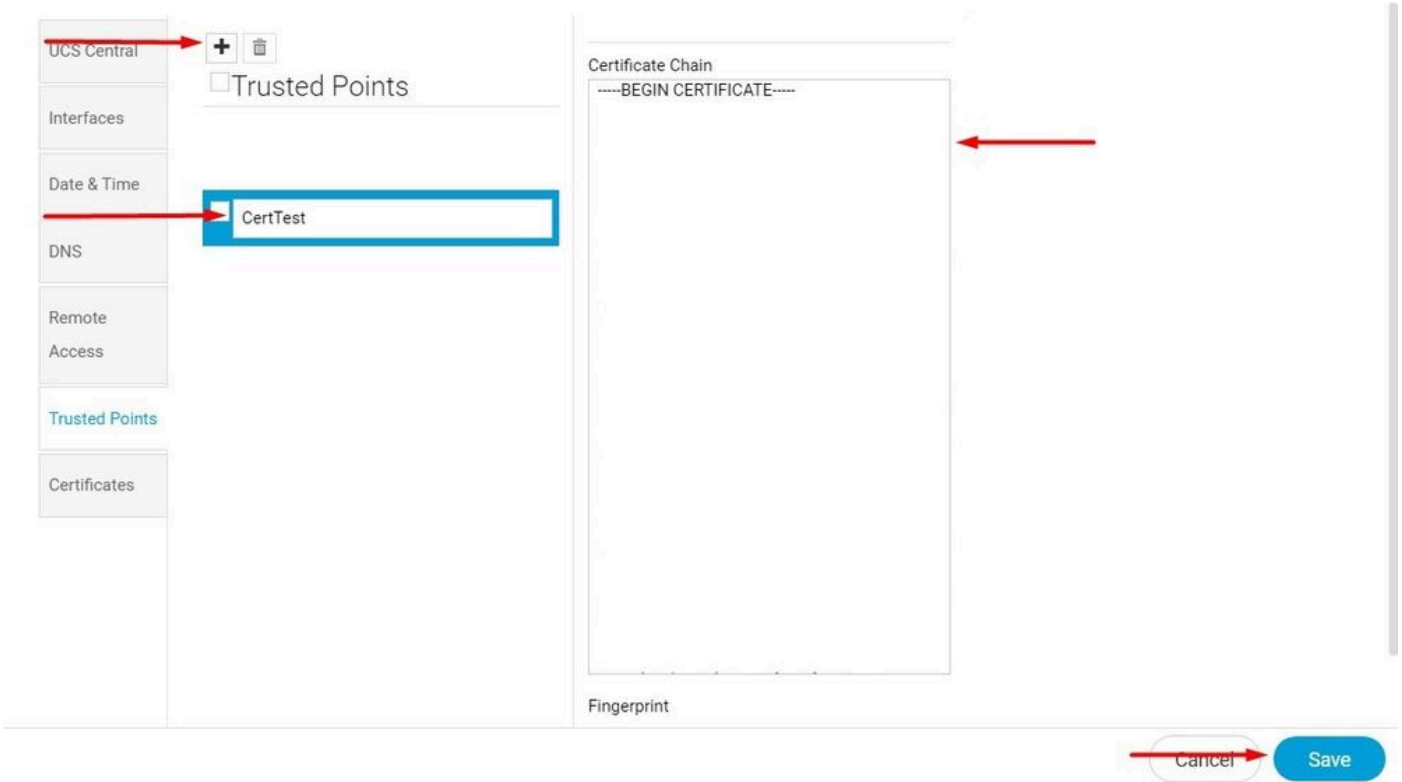 UCS Central
Interfaces
Date & Time
DNS
Remote
Access
Trusted Points
Certificates
+
Trusted Points
CertTest
Certificate Chain
-----BEGIN CERTIFICATE-----
Fingerprint
Cancel
Save